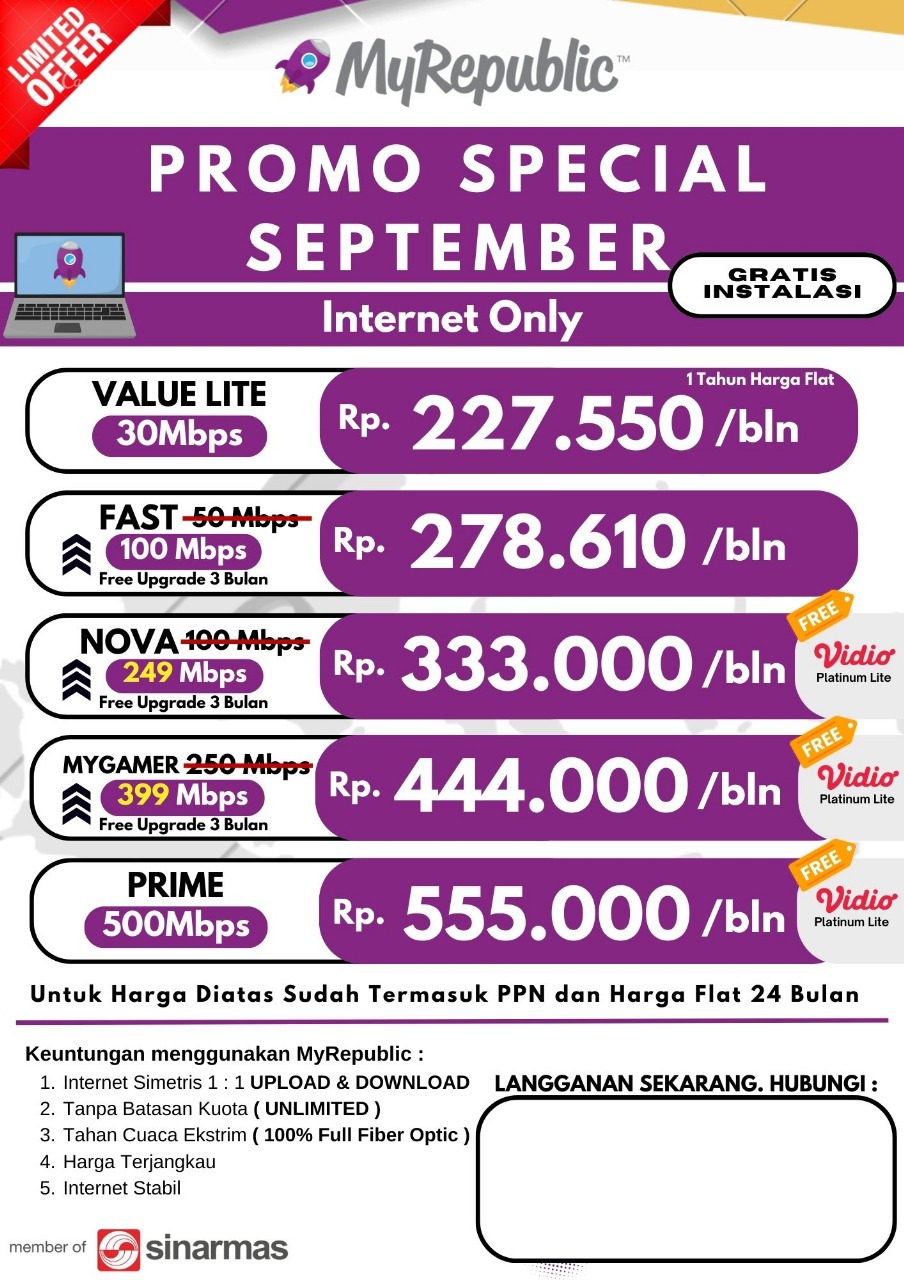 LIMITED
OFFER
MyRepublic™
PROMO SPECIAL
SEPTEMBER
GRATIS
INSTALASI
Internet Only
1 Tahun Harga Flat
VALUE LITE
30Mbps
Rp. 227.550 /bln
FAST 50 Mbps
100 Mbps
Free Upgrade 3 Bulan
Rp. 278.610 /bln
NOVA 100 Mbps
249 Mbps
Free Upgrade 3 Bulan
Rp. 333.000 /bln
FREE
Vidio
Platinum Lite
MYGAMER 250 Mbps
399 Mbps
Free Upgrade 3 Bulan
Rp. 444.000 /bln
FREE
Vidio
Platinum Lite
PRIME
500Mbps
Rp. 555.000 /bln
FREE
Vidio
Platinum Lite
Untuk Harga Diatas Sudah Termasuk PPN dan Harga Flat 24 Bulan
Keuntungan menggunakan MyRepublic :
1. Internet Simetris 1 : 1 UPLOAD & DOWNLOAD
2. Tanpa Batasan Kuota ( UNLIMITED )
3. Tahan Cuaca Ekstrim ( 100% Full Fiber Optic )
4. Harga Terjangkau
5. Internet Stabil
LANGGANAN SEKARANG. HUBUNGI :
member of sinarmas